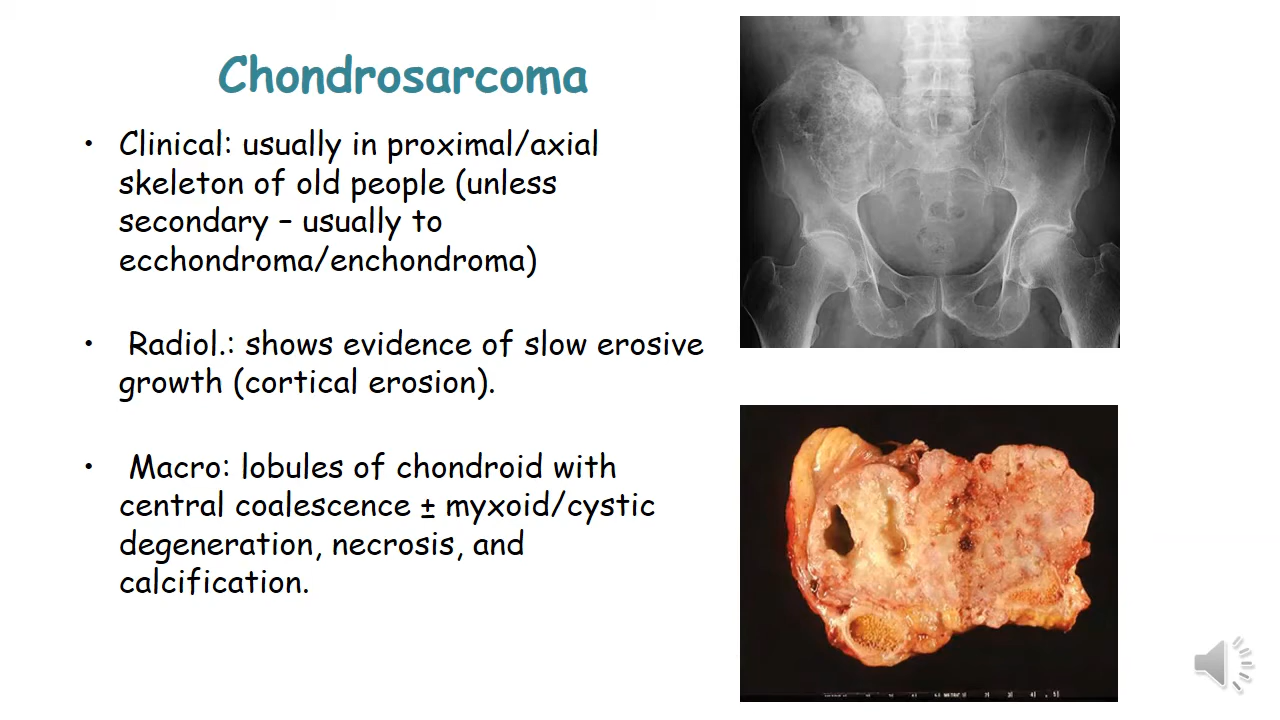 Chondrosarcoma
• Clinical: usually in proximal/axial
skeleton of old people (unless
secondary – usually to
ecchondroma/enchondroma)
• Radiol.: shows evidence of slow erosive
growth (cortical erosion).
• Macro: lobules of chondroid with
central coalescence ± myxoid/cystic
degeneration, necrosis, and
calcification.